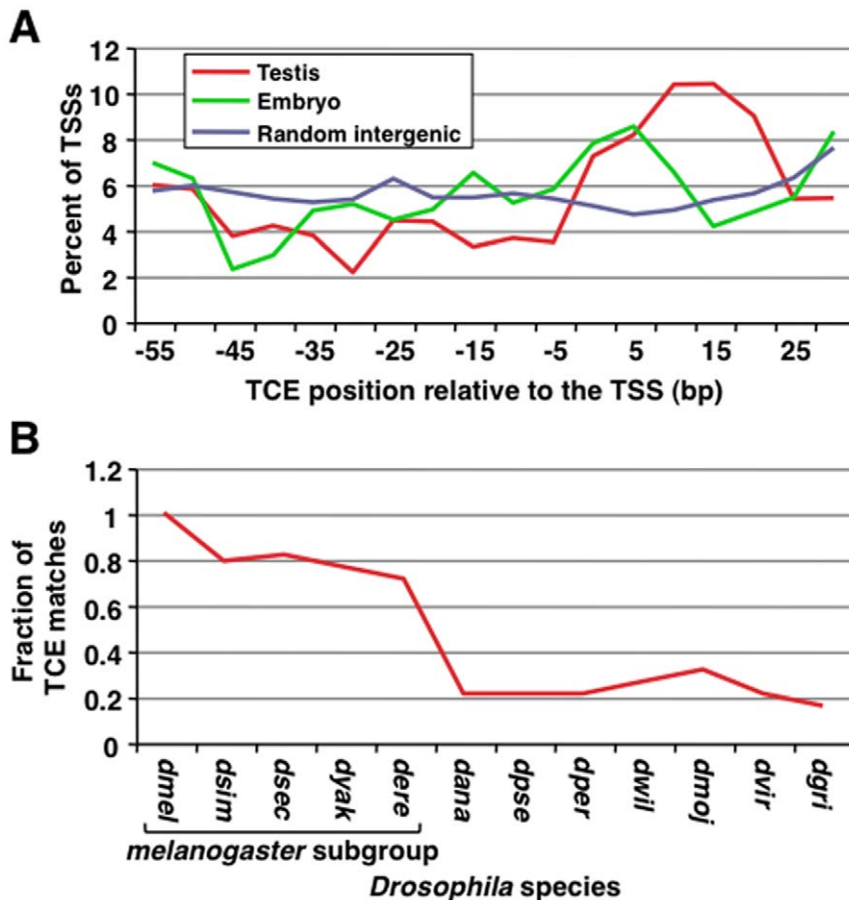 A
12
10
8
6
4
2
0
Percent of TSSs
Testis
Embryo
Random intergenic
-55 -45 -35 -25 -15 -5 5 15 25
TCE position relative to the TSS (bp)
B
1.2
1
0.8
0.6
0.4
0.2
0
Fraction of
TCE matches
dmel dsim dsec dyak dere dana dpse dper dwil dmoj dvir dgri
melanogaster subgroup
Drosophila species